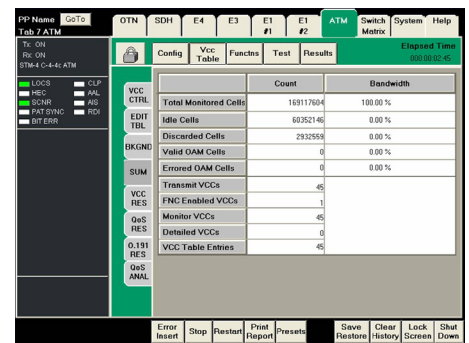 PP Name GoTo
Tab 7 ATM
OTN SDH E4 E3 E1 #1 E1 #2 ATM Switch Matrix System Help
Tx: ON
Rx: ON
STM-4 C-4-4c ATM
Config Vcc Table Functns Test Results
Elapsed Time
000:00:02:45
LOCS CLP
HEC AAL
SCNR AIS
PAT SYNC RDI
BIT ERR
VCC CTRL
EDIT TBL
BKGND
SUM
VCC RES
QoS RES
O.191 RES
QoS ANAL
Count Bandwidth
Total Monitored Cells 169117604 100.00 %
Idle Cells 60352146 0.00 %
Discarded Cells 2932559 0.00 %
Valid OAM Cells 0 0.00 %
Errored OAM Cells 0 0.00 %
Transmit VCCs 45
FNC Enabled VCCs 1
Monitor VCCs 45
Detailed VCCs 0
VCC Table Entries 45
Error Insert Stop Restart Print Report Presets Save Restore Clear History Lock Screen Shut Down